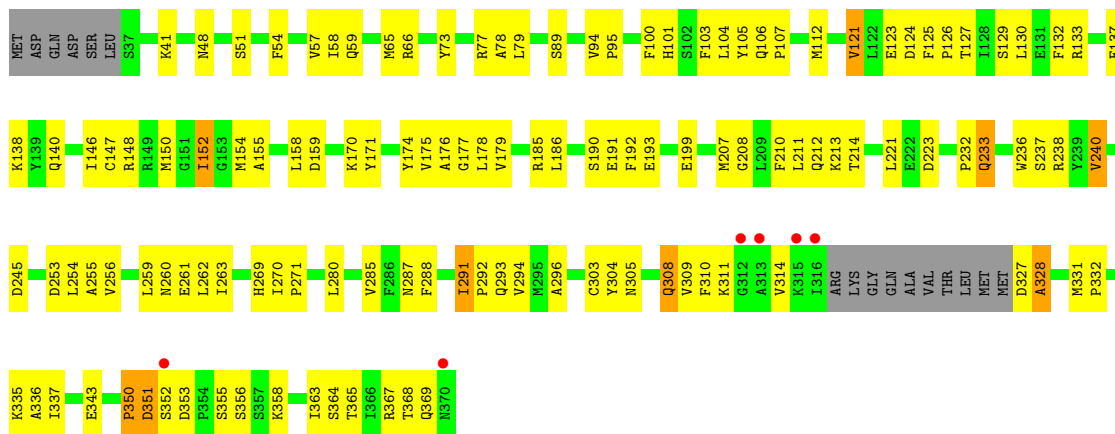 MET ASP GLN ASP SER LEU S37 K41 N48 S51 F54 V57 I58 Q59 M65 R66 Y73 R77 A78 L79 S89 V94 P95 F100 H101 S102 F103 L104 Y105 Q106 P107 M112 V121 L122 E123 D124 F125 P126 T127 I128 S129 L130 E131 F132 R133
K138 Y139 Q140 I146 C147 R148 R149 M150 G151 I152 G153 M154 A155 L158 D159 K170 Y171 Y174 V175 A176 G177 L178 V179 R185 L186 S190 E191 F192 E193 E199 M207 G208 L209 F210 L211 Q212 K213 T214 L221 E222 D223 P232 Q233 W236 S237 R238 Y239 V240
D245 D253 L254 A255 V256 L259 N260 E261 L262 I263 H269 I270 P271 L280 V285 F286 N287 F288 I291 P292 Q293 V294 M295 A296 C303 Y304 N305 Q308 V309 F310 K311 G312 A313 V314 K315 I316 ARG LYS GLY GLN ALA VAL THR LEU MET MET D327 A328 M331 P332
K335 A336 I337 E343 P350 D351 S352 D353 P354 S355 S356 S357 K358 I363 S364 T365 I366 R367 T368 Q369 N370